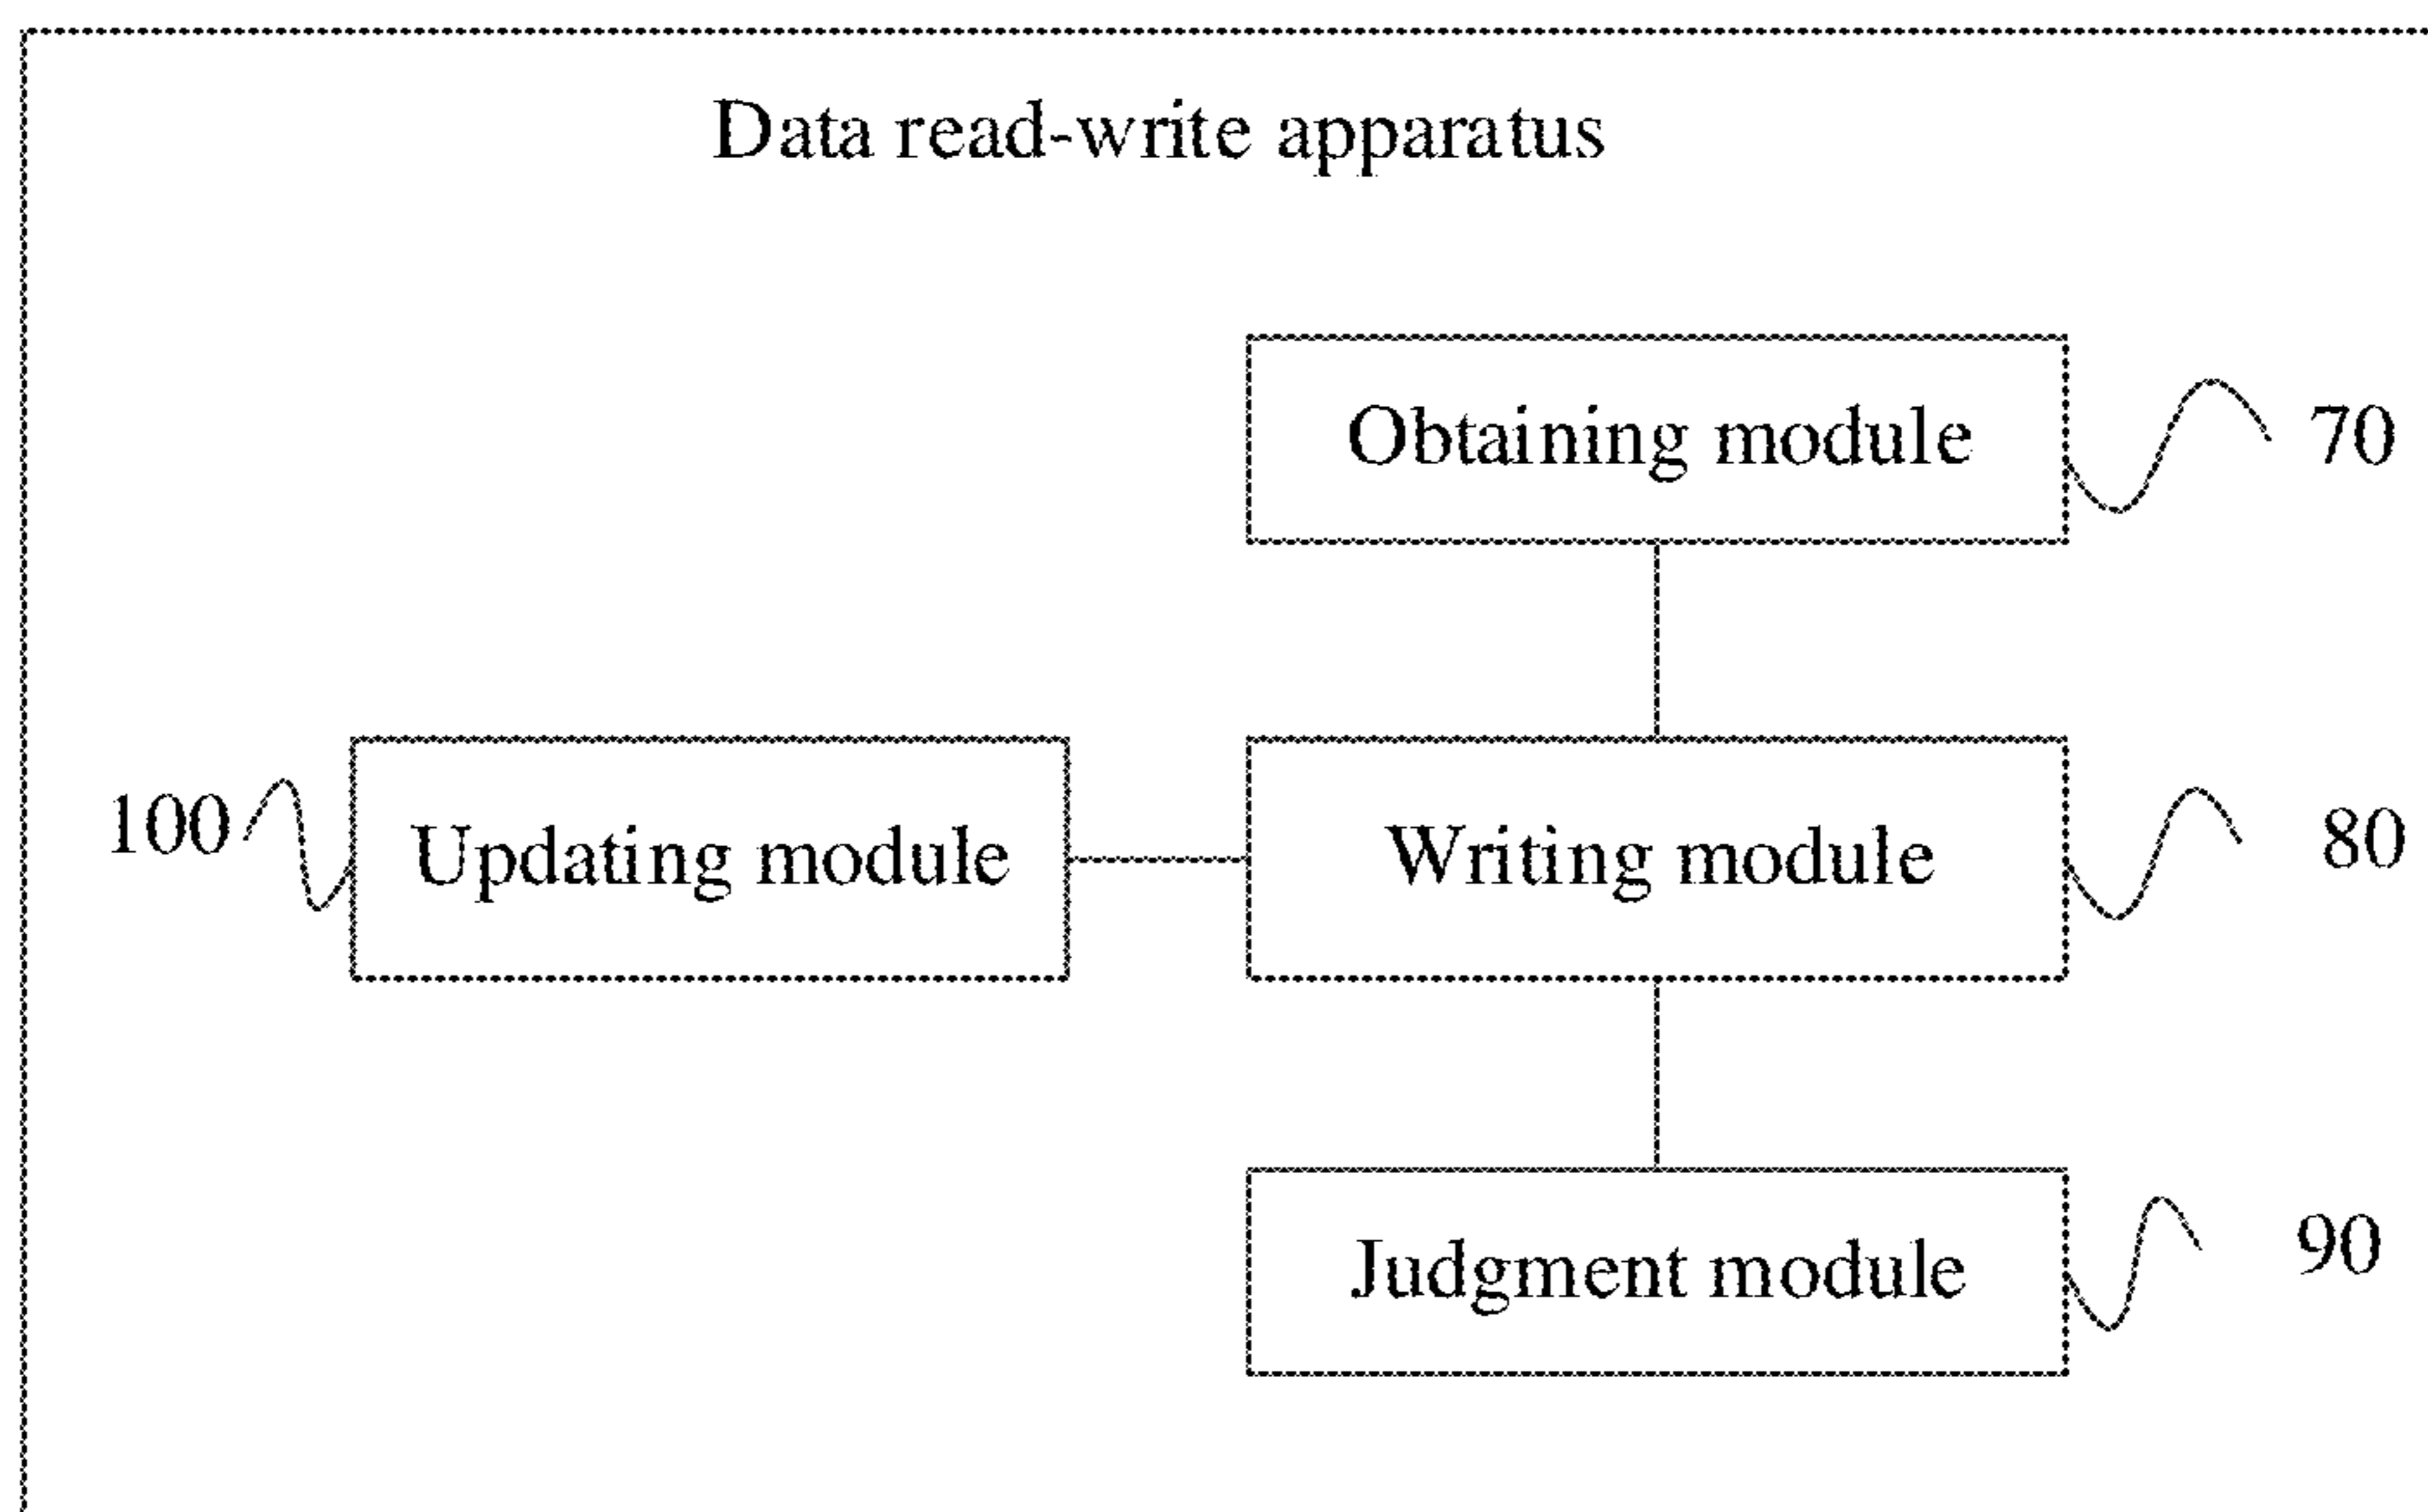 Data read-write apparatus
Obtaining module 70
100 Updating module Writing module 80
Judgment module 90